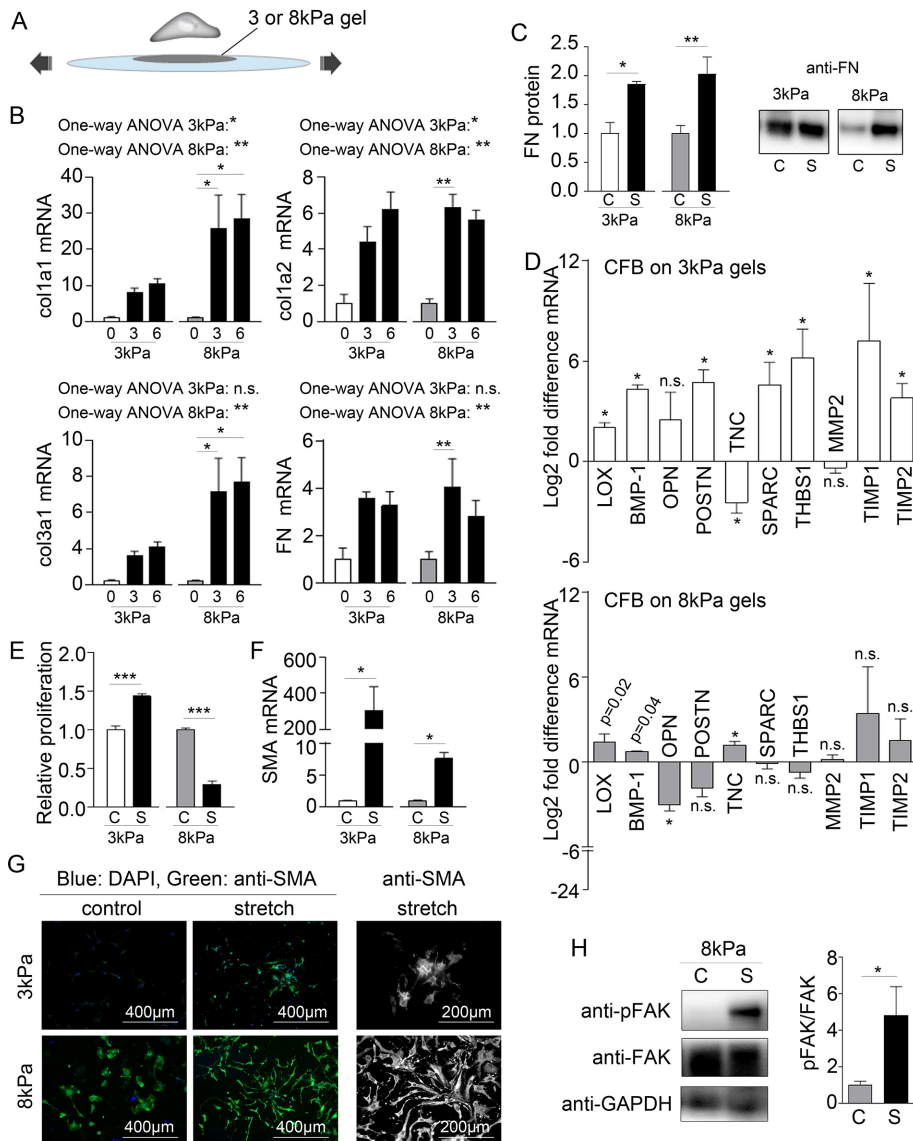 A
3 or 8kPa gel
B
One-way ANOVA 3kPa:*
One-way ANOVA 8kPa: **
col1a1 mRNA
40
30
20
10
0
*
*
0 3 6 0 3 6
3kPa 8kPa
One-way ANOVA 3kPa:*
One-way ANOVA 8kPa: **
col1a2 mRNA
8
6
4
2
0
**
0 3 6 0 3 6
3kPa 8kPa
One-way ANOVA 3kPa: n.s.
One-way ANOVA 8kPa: **
col3a1 mRNA
12
8
4
0
*
*
0 3 6 0 3 6
3kPa 8kPa
One-way ANOVA 3kPa: n.s.
One-way ANOVA 8kPa: **
FN mRNA
6
4
2
0
**
0 3 6 0 3 6
3kPa 8kPa
C
FN protein
2.5
2.0
1.5
1.0
0.5
0.0
* **
C S C S
3kPa 8kPa
anti-FN
3kPa 8kPa
C S C S
D
CFB on 3kPa gels
Log2 fold difference mRNA
12
6
0
-6
* * n.s. * * * * n.s. * *
LOX
BMP-1
OPN
POSTN
TNC
SPARC
THBS1
MMP2
TIMP1
TIMP2
CFB on 8kPa gels
Log2 fold difference mRNA
12
6
0
-6
-24
p=0.02
p=0.04
* n.s. * n.s. n.s. n.s. n.s. n.s.
LOX
BMP-1
OPN
POSTN
TNC
SPARC
THBS1
MMP2
TIMP1
TIMP2
E
Relative proliferation
2.0
1.5
1.0
0.5
0.0
*** ***
C S C S
3kPa 8kPa
F
SMA mRNA
600
400
200
10
5
0
* *
C S C S
3kPa 8kPa
G
Blue: DAPI, Green: anti-SMA
control stretch
anti-SMA
stretch
3kPa
400µm 400µm 200µm
8kPa
400µm 400µm 200µm
H
8kPa
C S
anti-pFAK
anti-FAK
anti-GAPDH
pFAK/FAK
8
6
4
2
0
*
C S